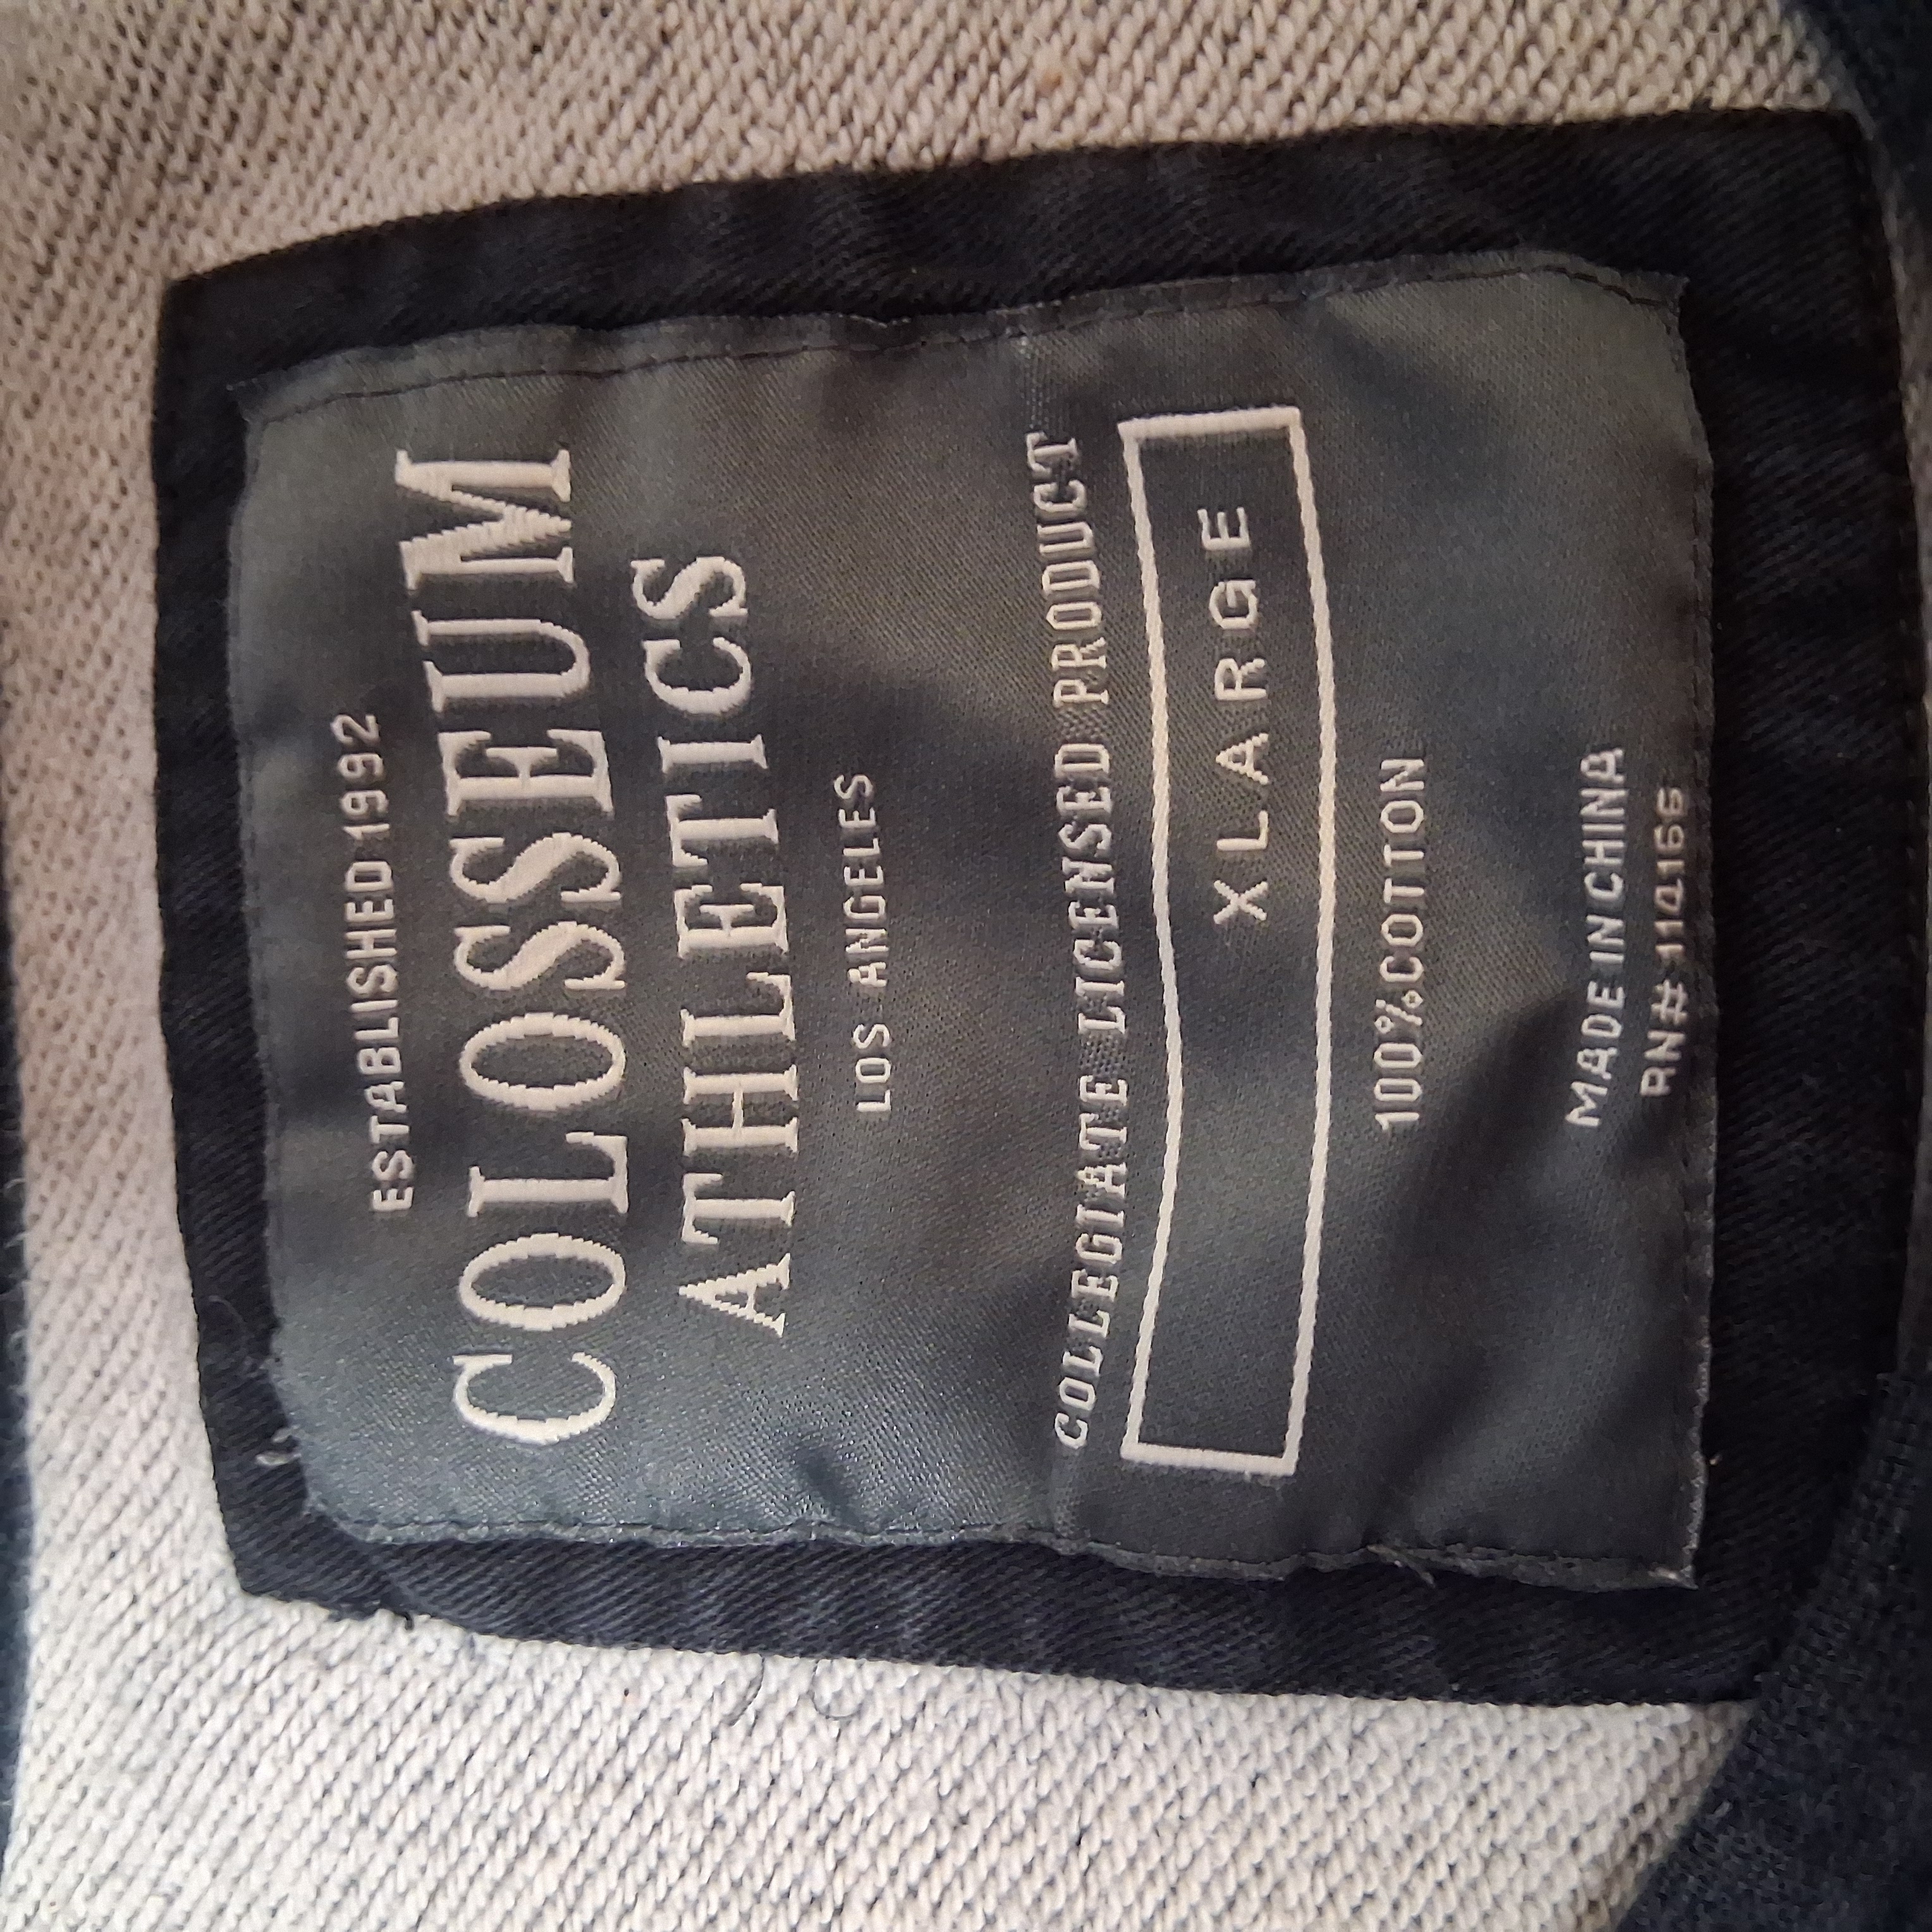 ESTABLISHED 1992
COLOSSEUM
ATHLETICS
LOS ANGELES
COLLEGIATE LICENSED PRODUCT
XLARGE
100%COTTON
MADE IN CHINA
RN# 114166